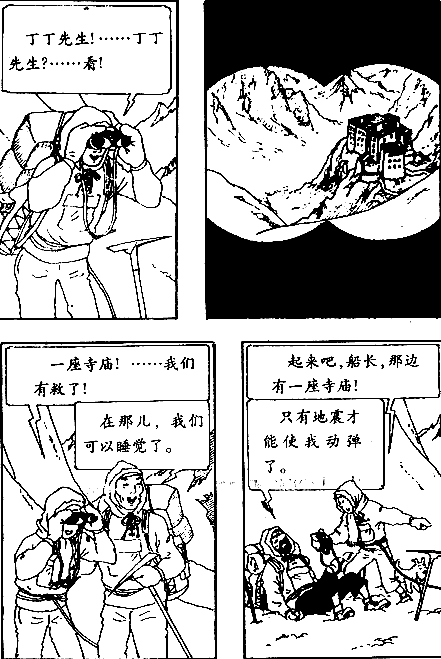 丁丁先生！……丁丁
先生？……看！
一座寺庙！……我们
有救了！
在那儿，我们
可以睡觉了。
起来吧，船长，那边
有一座寺庙！
只有地震才
能使我动弹
了。